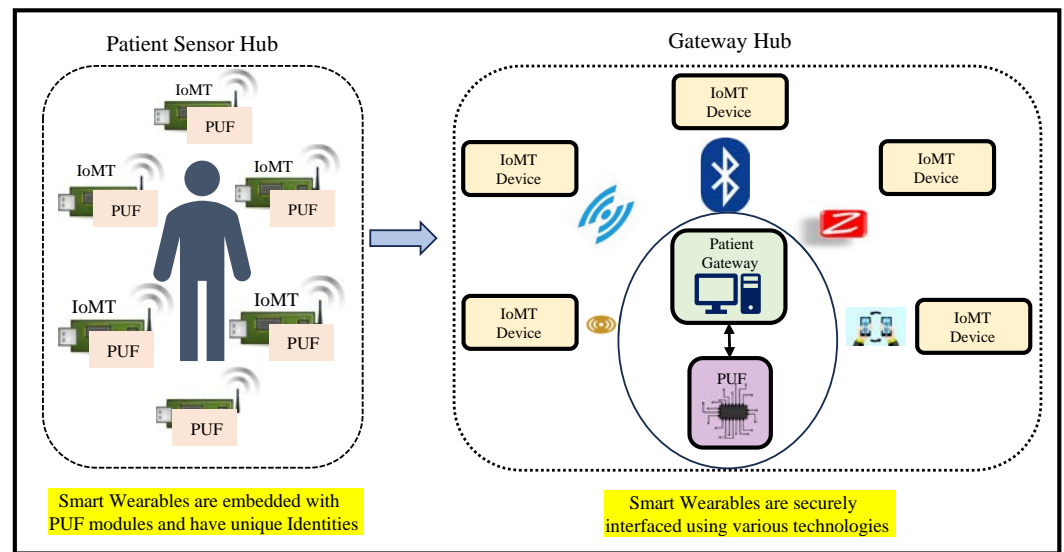 Patient Sensor Hub
IoMT
PUF
IoMT
PUF
IoMT
PUF
IoMT
PUF
IoMT
PUF
PUF
Smart Wearables are embedded with
PUF modules and have unique Identities
Gateway Hub
IoMT
Device
IoMT
Device
IoMT
Device
Z
Patient
Gateway
IoMT
Device
IoMT
Device
PUF
Smart Wearables are securely
interfaced using various technologies